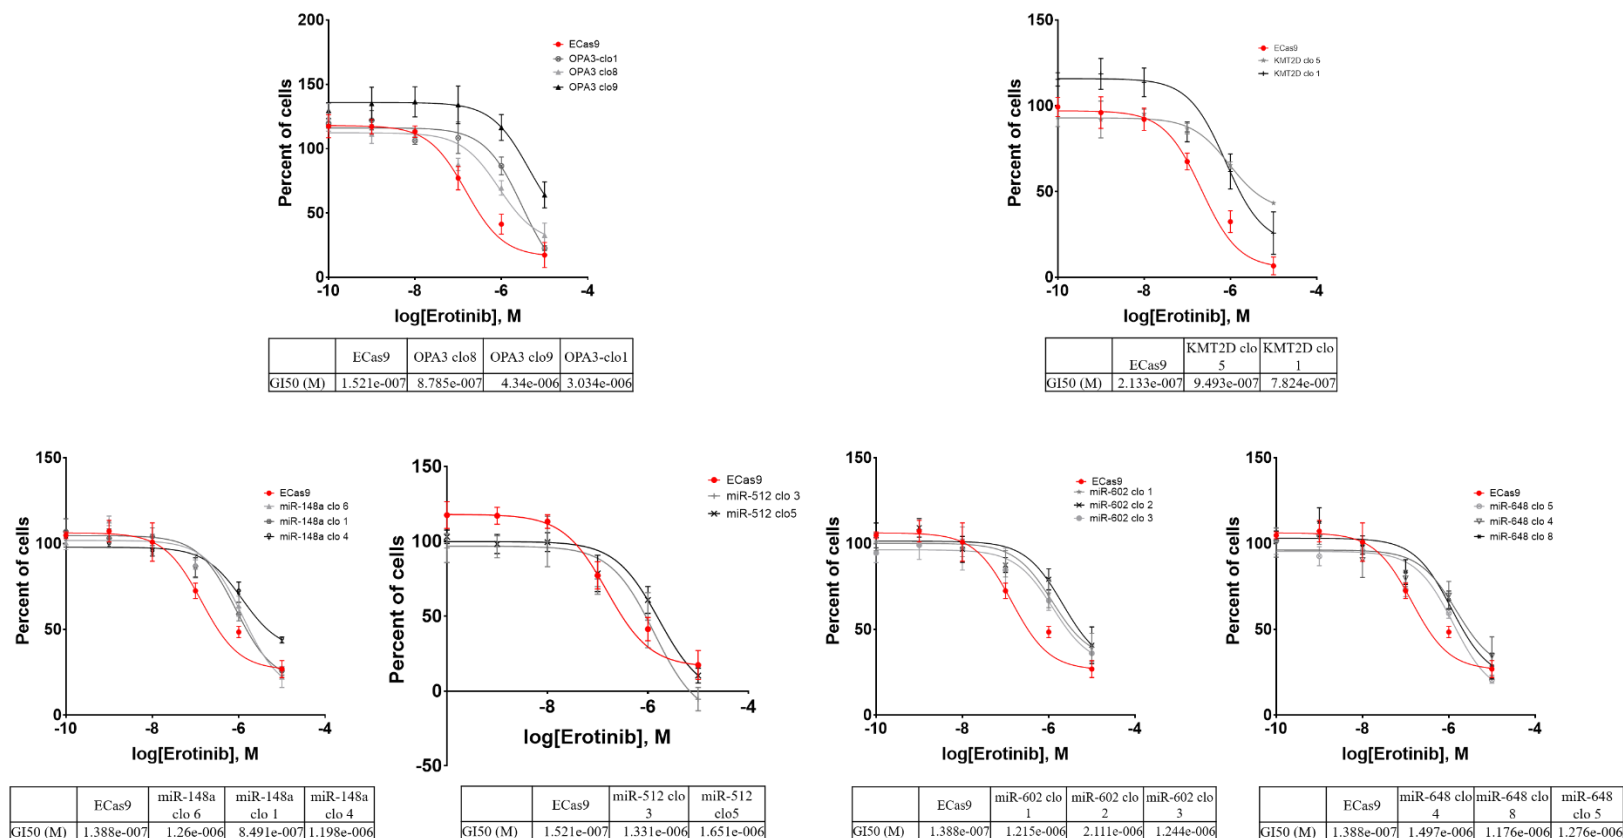 200
150
100
50
0
-10
-8
-6
-4
Percent of cells
log[Erotinib], M
ECas9
OPA3-clo1
OPA3 clo8
OPA3 clo9
ECas9 OPA3 clo8 OPA3 clo9 OPA3-clo1
GI50 (M) 1.521e-007 8.785e-007 4.34e-006 3.034e-006
150
100
50
0
-10
-8
-6
-4
Percent of cells
log[Erotinib], M
ECas9
KMT2D clo 5
KMT2D clo 1
ECas9 KMT2D clo 5 KMT2D clo 1
GI50 (M) 2.133e-007 9.493e-007 7.824e-007
150
100
50
0
-10
-8
-6
-4
Percent of cells
log[Erotinib], M
ECas9
miR-148a clo 6
miR-148a clo 1
miR-148a clo 4
ECas9 miR-148a clo 6 miR-148a clo 1 miR-148a clo 4
GI50 (M) 1.388e-007 1.26e-006 8.491e-007 1.198e-006
150
100
50
0
-50
-8
-6
-4
Percent of cells
log[Erotinib], M
ECas9
miR-512 clo 3
miR-512 clo5
ECas9 miR-512 clo 3 miR-512 clo5
GI50 (M) 1.521e-007 1.331e-006 1.651e-006
150
100
50
0
-10
-8
-6
-4
Percent of cells
log[Erotinib], M
ECas9
miR-602 clo 1
miR-602 clo 2
miR-602 clo 3
ECas9 miR-602 clo 1 miR-602 clo 2 miR-602 clo 3
GI50 (M) 1.388e-007 1.215e-006 2.111e-006 1.244e-006
150
100
50
0
-10
-8
-6
-4
Percent of cells
log[Erotinib], M
ECas9
miR-648 clo 5
miR-648 clo 4
miR-648 clo 8
ECas9 miR-648 clo 4 miR-648 clo 8 miR-648 clo 5
GI50 (M) 1.388e-007 1.497e-006 1.176e-006 1.276e-006